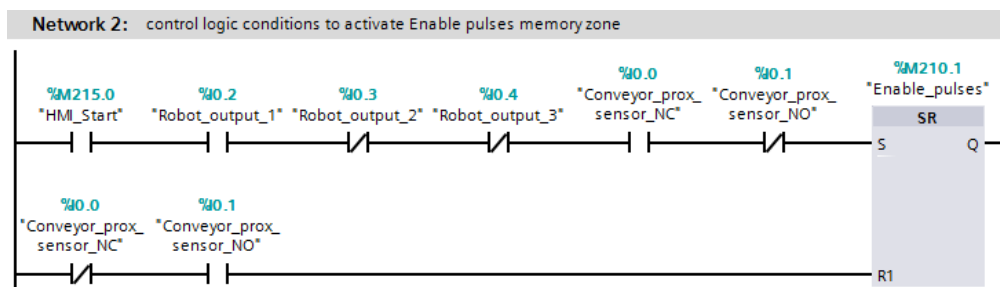 Network 2: control logic conditions to activate Enable pulses memory zone
%M215.0
"HMI_Start"
%I0.2
"Robot_output_1"
%I0.3
"Robot_output_2"
%I0.4
"Robot_output_3"
%I0.0
"Conveyor_prox_
sensor_NC"
%I0.1
"Conveyor_prox_
sensor_NO"
%M210.1
"Enable_pulses"
SR
S
Q
%I0.0
"Conveyor_prox_
sensor_NC"
%I0.1
"Conveyor_prox_
sensor_NO"
R1